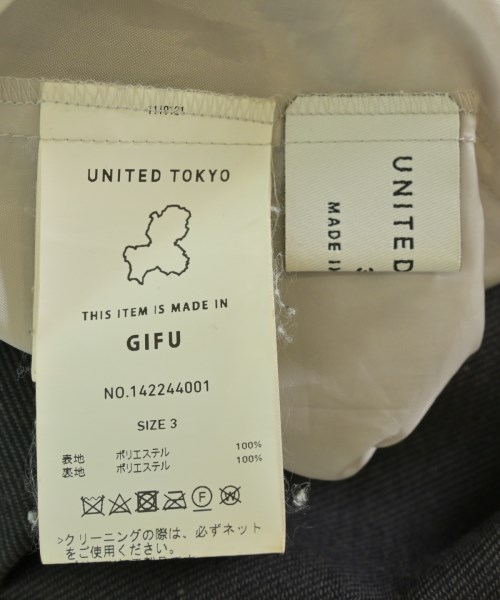 UNITED TOKYO
THIS ITEM IS MADE IN
GIFU
NO.142244001
SIZE 3
表地 ポリエステル 100%
裏地 ポリエステル 100%
>クリーニングの際は、必ずネット
をご使用ください。
UNITED
MADE IN